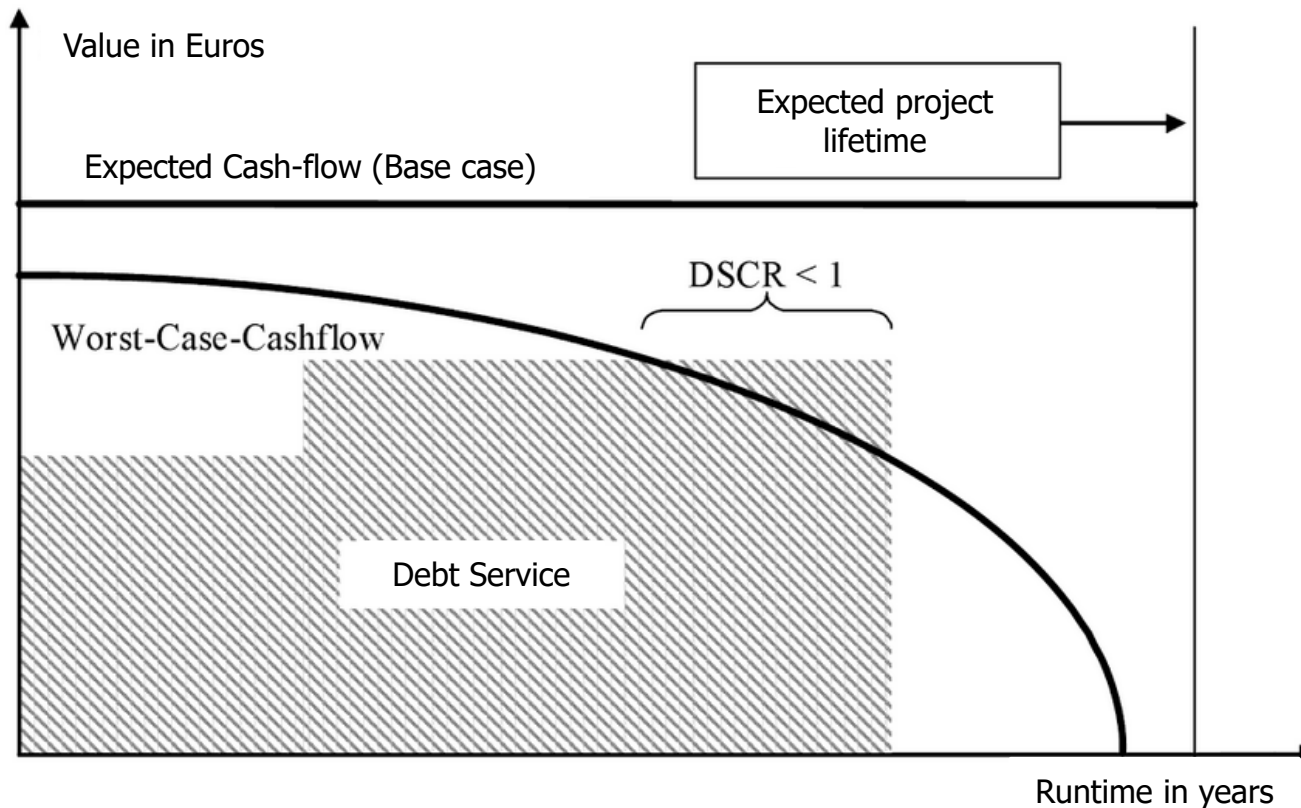 Value in Euros
Expected project
lifetime
Expected Cash-flow (Base case)
DSCR < 1
Worst-Case-Cashflow
Debt Service
Runtime in years